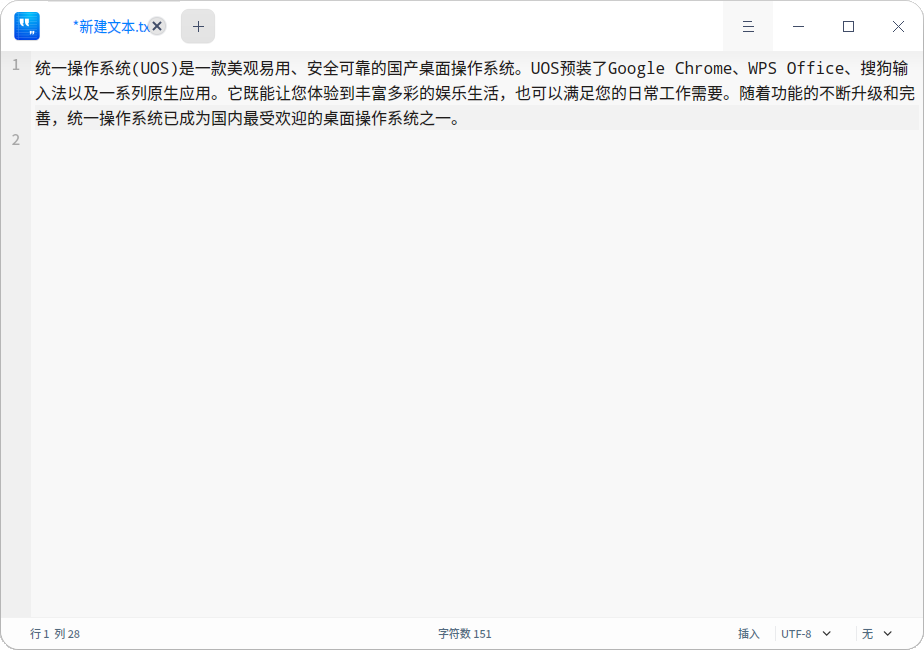 *新建文本.tx
1
统一操作系统(UOS)是一款美观易用、安全可靠的国产桌面操作系统。UOS预装了Google Chrome、WPS Office、搜狗输
入法以及一系列原生应用。它既能让您体验到丰富多彩的娱乐生活，也可以满足您的日常工作需要。随着功能的不断升级和完
善，统一操作系统已成为国内最受欢迎的桌面操作系统之一。
2
行 1 列 28 字符数 151 插入 UTF-8 无